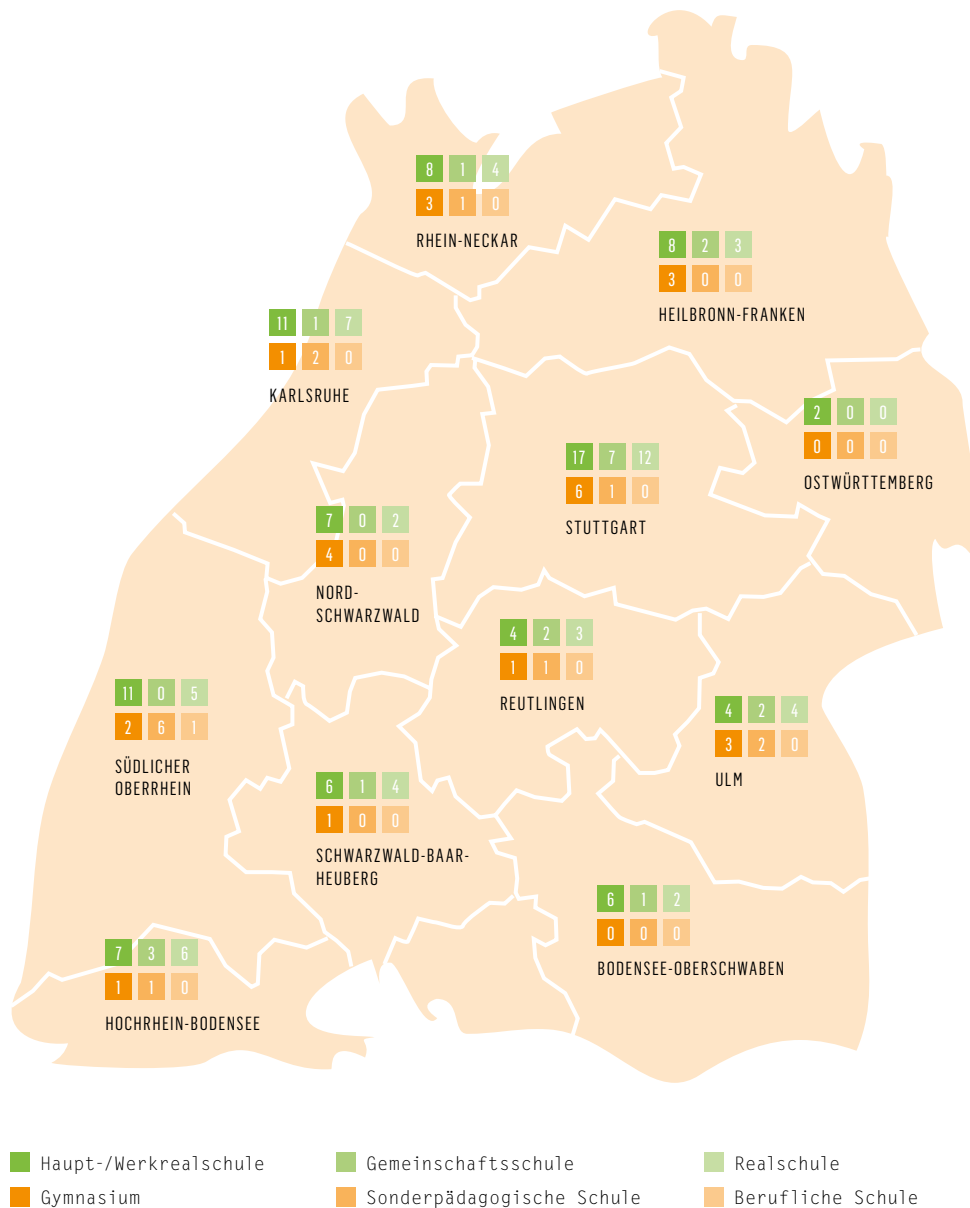 8 1 4
3 1 0
RHEIN-NECKAR
8 2 3
3 0 0
HEILBRONN-FRANKEN
11 1 7
1 2 0
KARLSRUHE
2 0 0
0 0 0
OSTWÜRTTEMBERG
17 7 12
6 1 0
STUTTGART
7 0 2
4 0 0
NORD-
SCHWARZWALD
4 2 3
1 1 0
REUTLINGEN
11 0 5
2 6 1
SÜDLICHER
OBERRHEIN
4 2 4
3 2 0
ULM
6 1 4
1 0 0
SCHWARZWALD-BAAR-
HEUBERG
6 1 2
0 0 0
BODENSEE-OBERSCHWABEN
7 3 6
1 1 0
HOCHRHEIN-BODENSEE
Haupt-/Werkrealschule Gemeinschaftsschule Realschule
Gymnasium Sonderpädagogische Schule Berufliche Schule